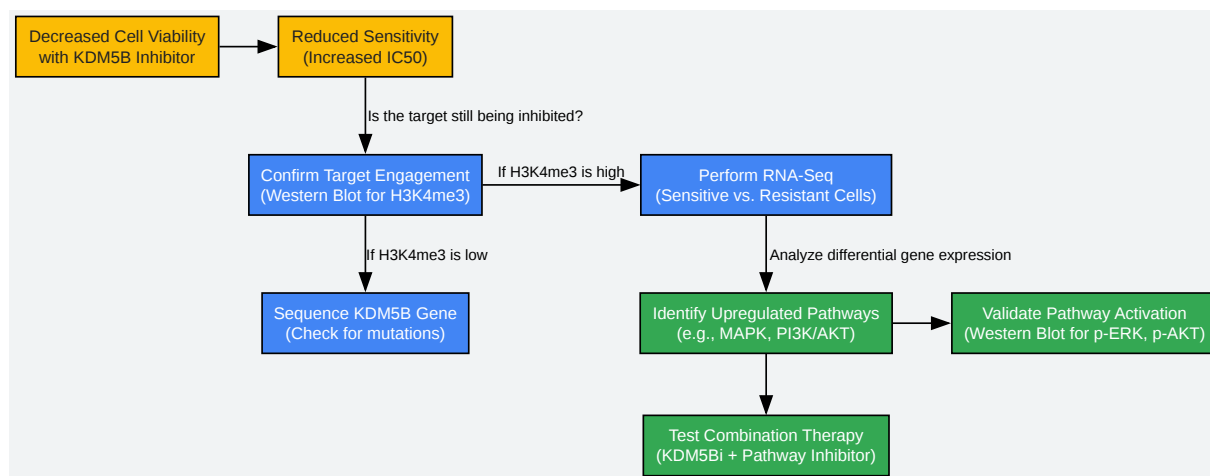 Decreased Cell Viability
with KDM5B Inhibitor
Reduced Sensitivity
(Increased IC50)
Is the target still being inhibited?
Confirm Target Engagement
(Western Blot for H3K4me3)
If H3K4me3 is high
Perform RNA-Seq
(Sensitive vs. Resistant Cells)
If H3K4me3 is low
Analyze differential gene expression
Sequence KDM5B Gene
(Check for mutations)
Identify Upregulated Pathways
(e.g., MAPK, PI3K/AKT)
Validate Pathway Activation
(Western Blot for p-ERK, p-AKT)
Test Combination Therapy
(KDM5Bi + Pathway Inhibitor)